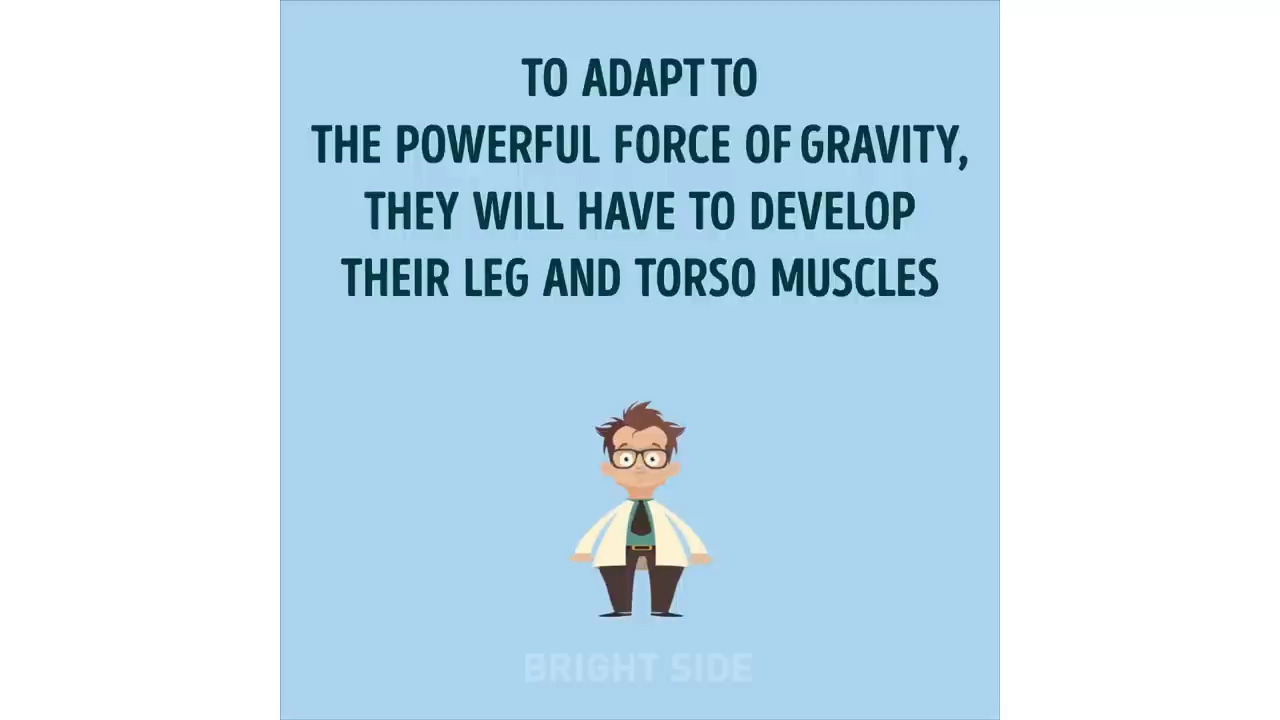 TO ADAPT TO
THE POWERFUL FORCE OF GRAVITY,
THEY WILL HAVE TO DEVELOP
THEIR LEG AND TORSO MUSCLES
BRIGHT SIDE